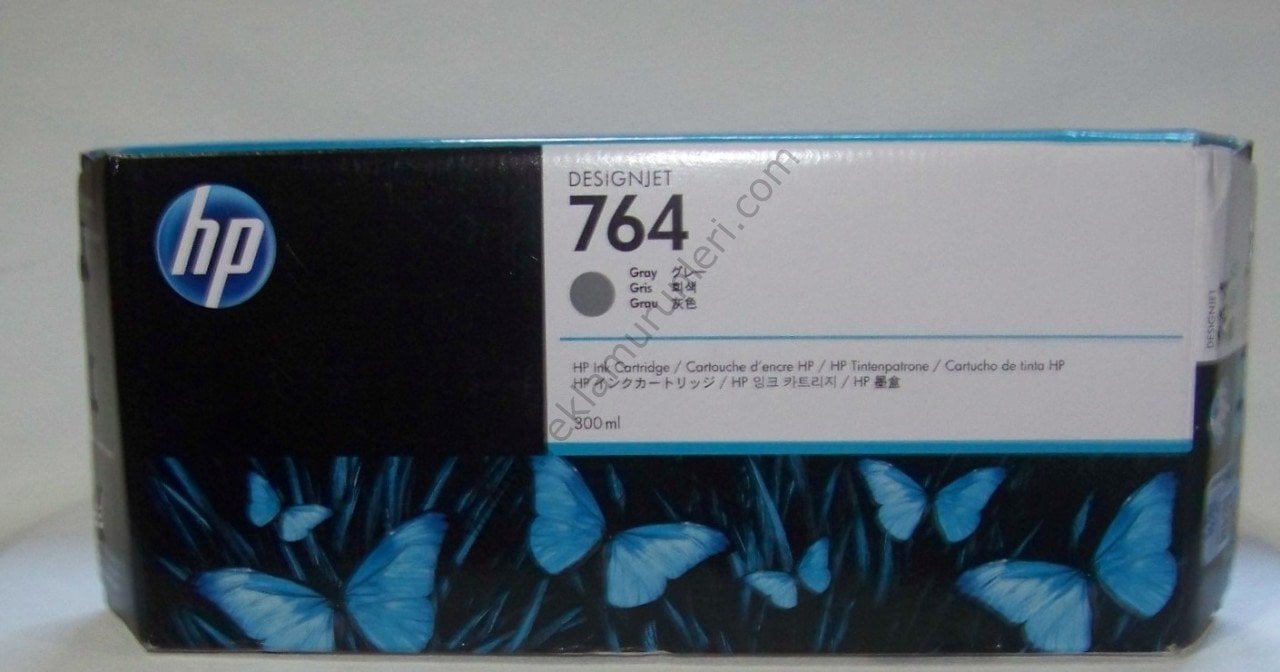 hp
DESIGNJET
764
Gray グレー
Gris 회색
Grau 灰色
HP Ink Cartridge / Cartouche d'encre HP / HP Tintenpatrone / Cartucho de tinta HP
HP インクカートリッジ / HP 잉크 카트리지 / HP 墨盒
300 ml
DESIGNJET
eklamurunleri.com